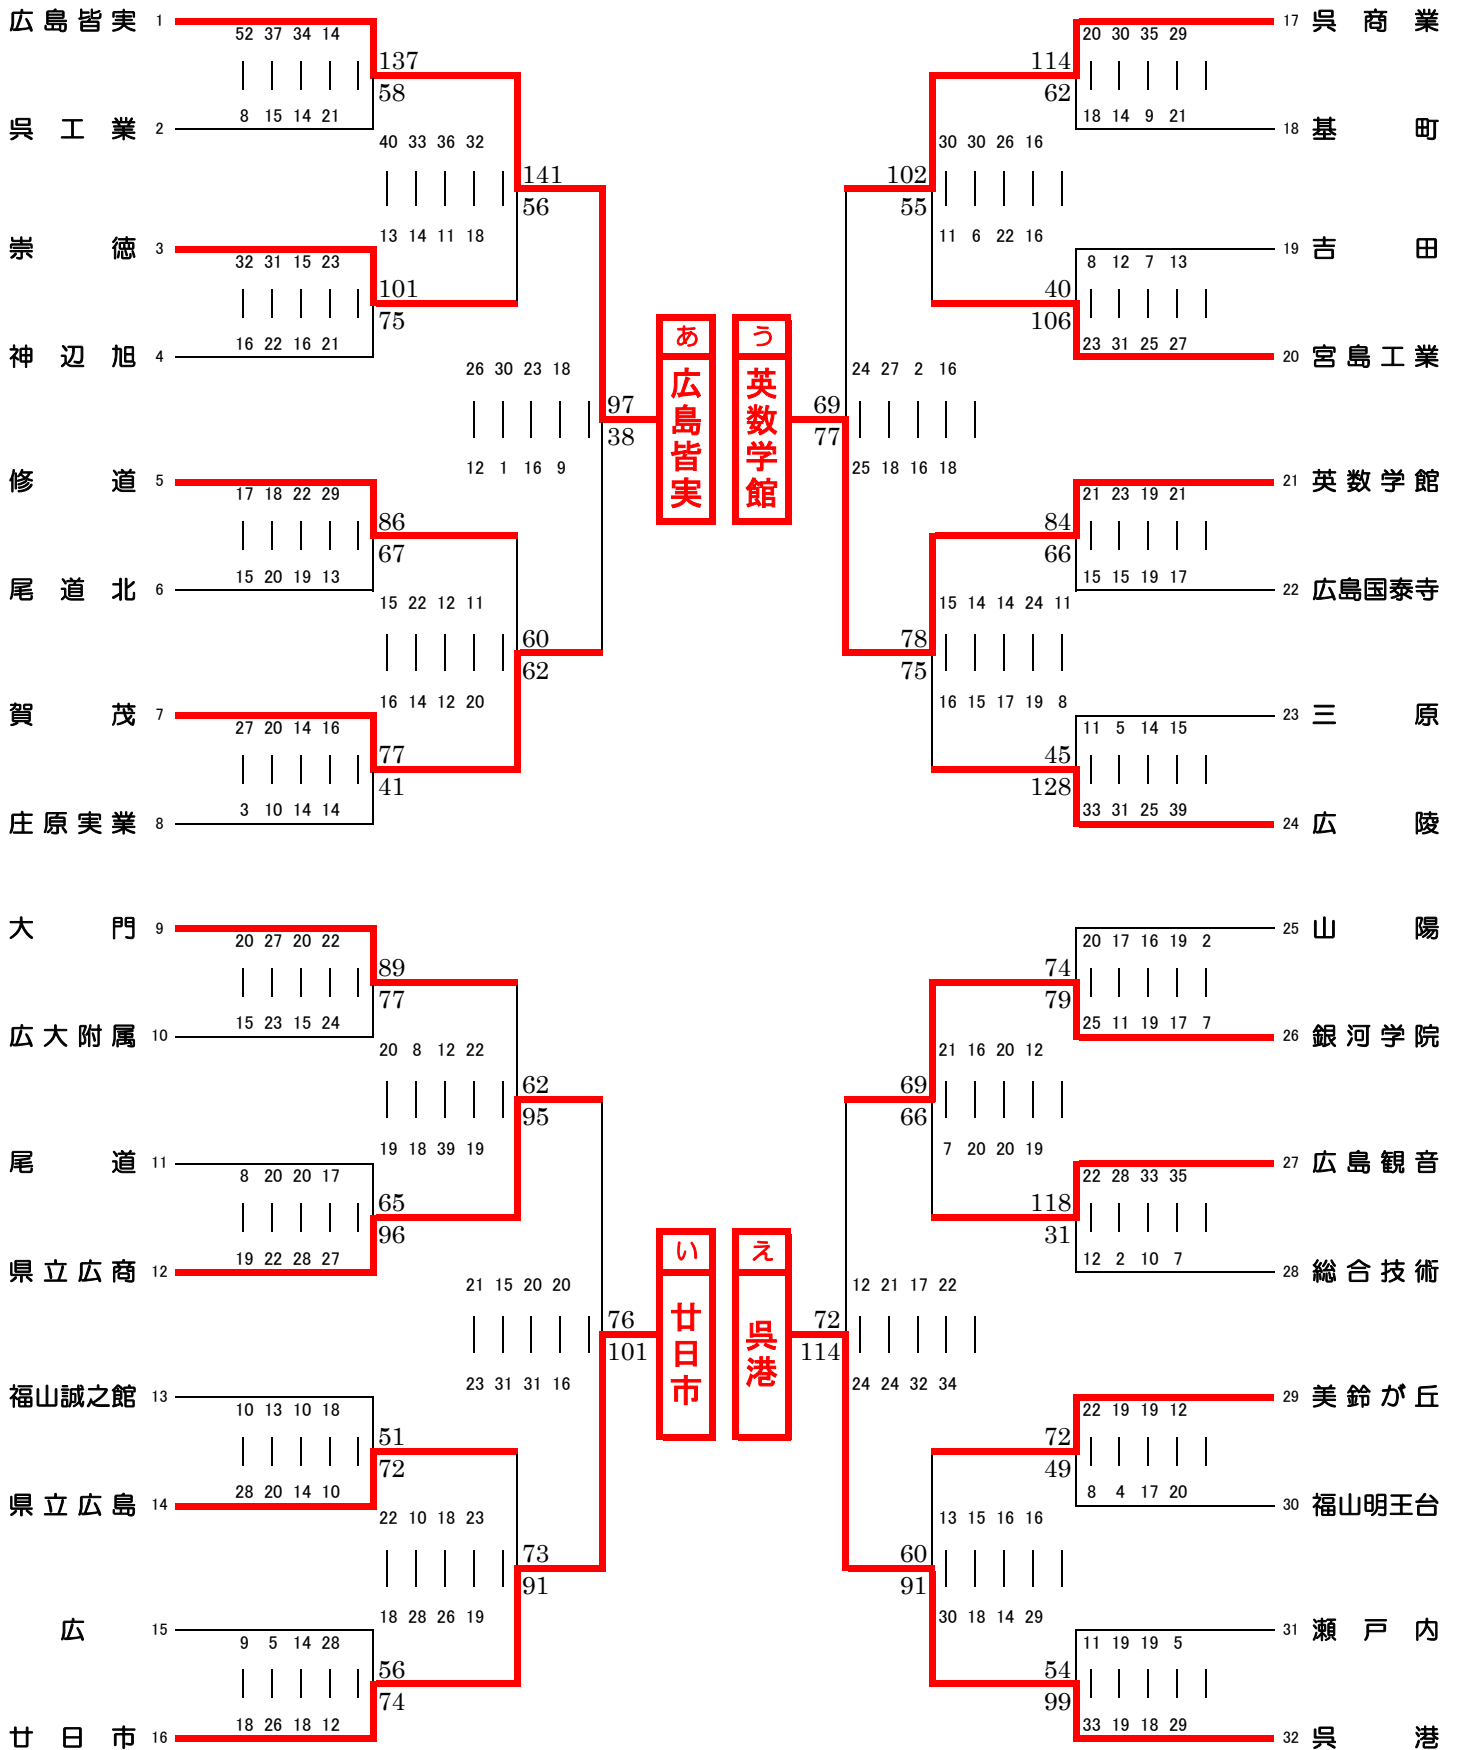 広島皆実 1
52 37 34 14
137
58
8 15 14 21
呉工業 2
40 33 36 32
141
56
13 14 11 18
崇徳 3
32 31 15 23
101
75
16 22 16 21
神辺旭 4
26 30 23 18
97
38
12 1 16 9
修道 5
17 18 22 29
86
67
15 20 19 13
尾道北 6
15 22 12 11
60
62
16 14 12 20
賀茂 7
27 20 14 16
77
41
3 10 14 14
庄原実業 8
あ
広島皆実
大門 9
20 27 20 22
89
77
15 23 15 24
広大附属 10
20 8 12 22
62
95
19 18 39 19
尾道 11
8 20 20 17
65
96
19 22 28 27
県立広商 12
21 15 20 20
76
101
23 31 31 16
福山誠之館 13
10 13 10 18
51
72
28 20 14 10
県立広島 14
22 10 18 23
73
91
18 28 26 19
広 15
9 5 14 28
56
74
18 26 18 12
廿日市 16
い
廿日市
17 呉商業
20 30 35 29
114
62
18 14 9 21
18 基町
30 30 26 16
102
55
11 6 22 16
19 吉田
8 12 7 13
40
106
23 31 25 27
20 宮島工業
24 27 2 16
69
77
25 18 16 18
21 英数学館
21 23 19 21
84
66
15 15 19 17
22 広島国泰寺
15 14 14 24 11
78
75
16 15 17 19 8
23 三原
11 5 14 15
45
128
33 31 25 39
24 広陵
う
英数学館
25 山陽
20 17 16 19 2
74
79
25 11 19 17 7
26 銀河学院
21 16 20 12
69
66
7 20 20 19
27 広島観音
22 28 33 35
118
31
12 2 10 7
28 総合技術
12 21 17 22
72
114
24 24 32 34
29 美鈴が丘
22 19 19 12
72
49
8 4 17 20
30 福山明王台
13 15 16 16
60
91
30 18 14 29
31 瀬戸内
11 19 19 5
54
99
33 19 18 29
32 呉港
え
呉港